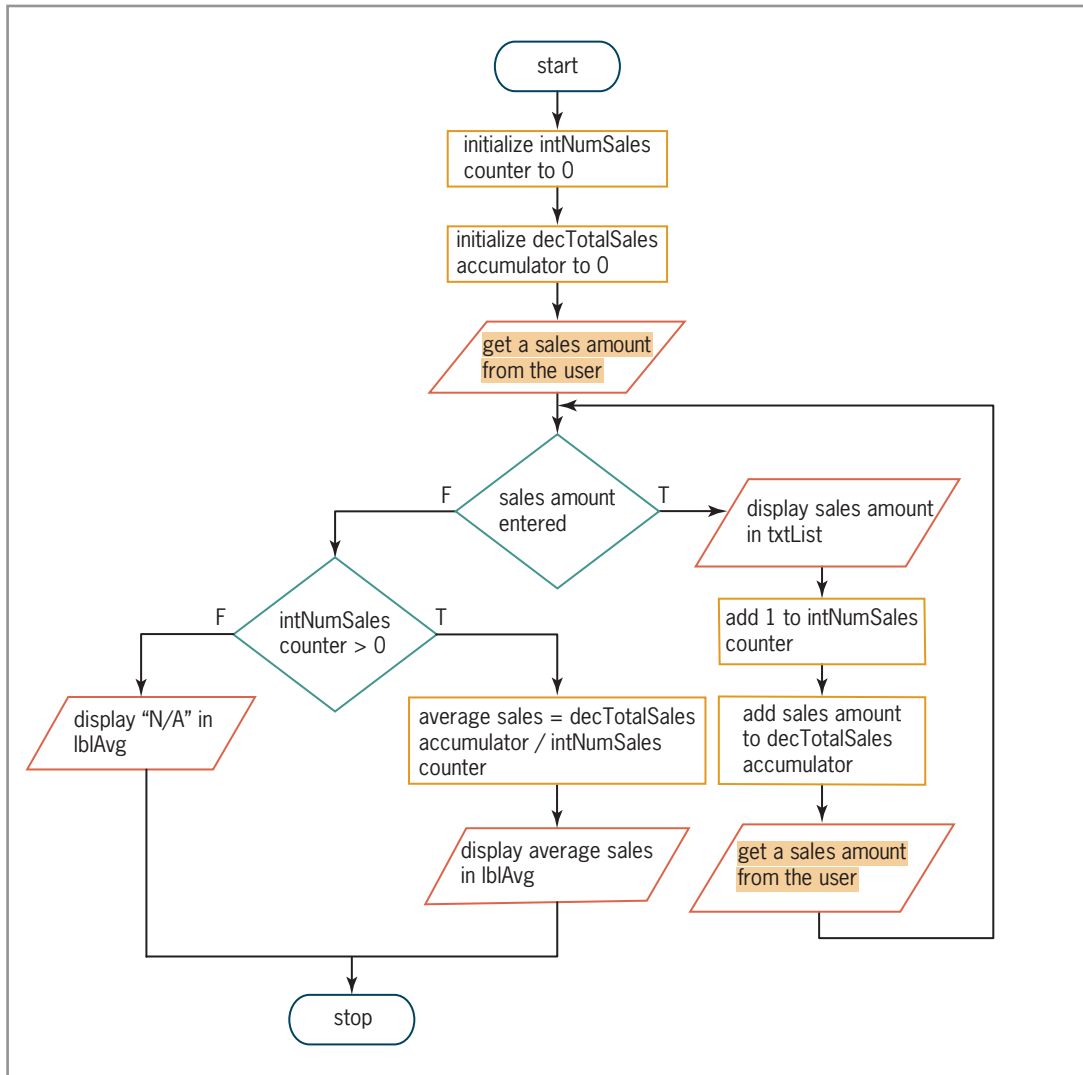 start
initialize intNumSales
counter to 0
initialize decTotalSales
accumulator to 0
get a sales amount
from the user
F
sales amount
entered
T
display sales amount
in txtList
F
intNumSales
counter > 0
T
add 1 to intNumSales
counter
display “N/A” in
lblAvg
average sales = decTotalSales
accumulator / intNumSales
counter
add sales amount
to decTotalSales
accumulator
display average sales
in lblAvg
get a sales amount
from the user
stop